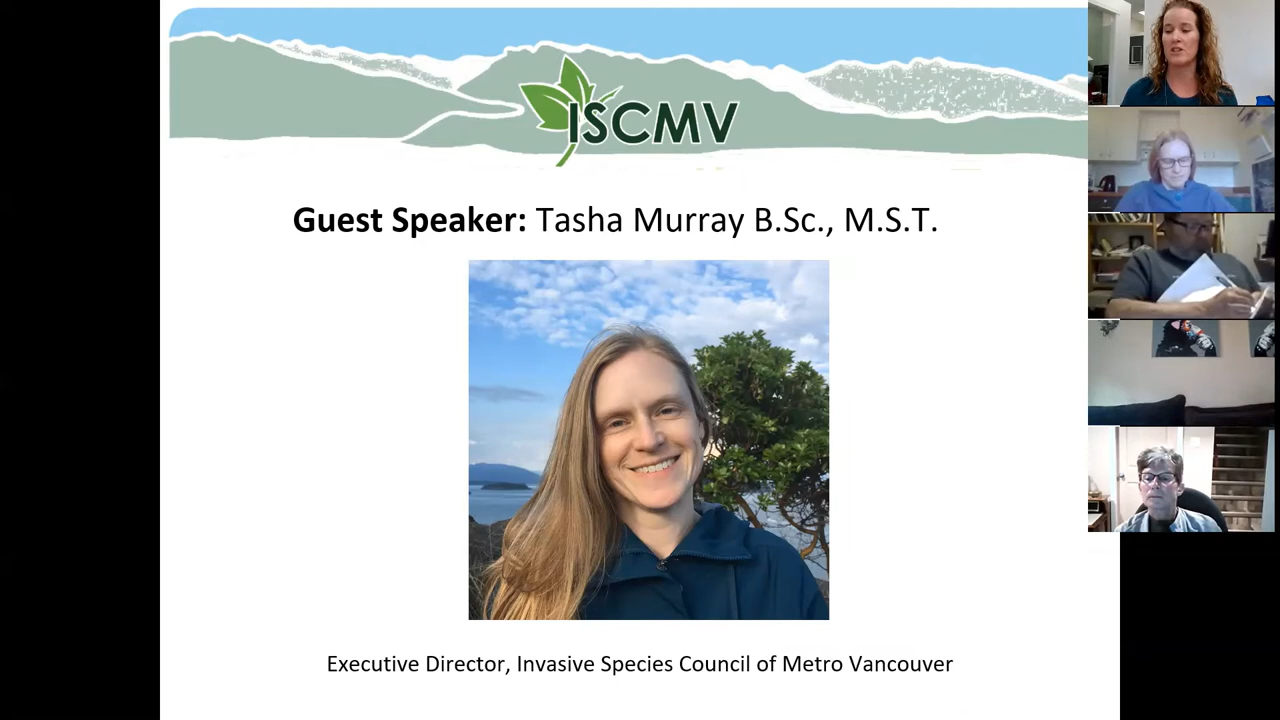 ISCMV
Guest Speaker: Tasha Murray B.Sc., M.S.T.
Executive Director, Invasive Species Council of Metro Vancouver